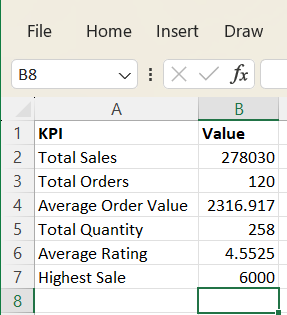 File Home Insert Draw
B8 fx
A B
1 KPI Value
2 Total Sales 278030
3 Total Orders 120
4 Average Order Value 2316.917
5 Total Quantity 258
6 Average Rating 4.5525
7 Highest Sale 6000
8